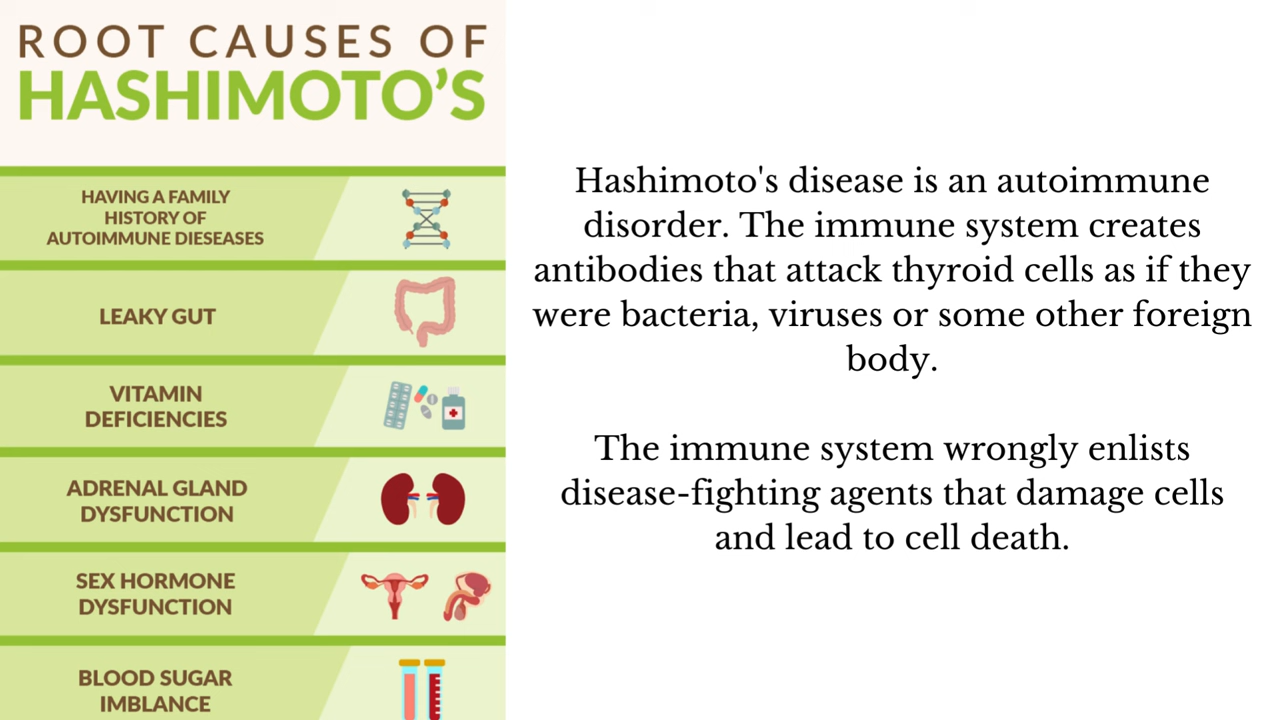 ROOT CAUSES OF
HASHIMOTO'S
HAVING A FAMILY
HISTORY OF
AUTOIMMUNE DIESEASES
LEAKY GUT
VITAMIN
DEFICIENCIES
ADRENAL GLAND
DYSFUNCTION
SEX HORMONE
DYSFUNCTION
BLOOD SUGAR
IMBLANCE
Hashimoto's disease is an autoimmune
disorder. The immune system creates
antibodies that attack thyroid cells as if they
were bacteria, viruses or some other foreign
body.
The immune system wrongly enlists
disease-fighting agents that damage cells
and lead to cell death.